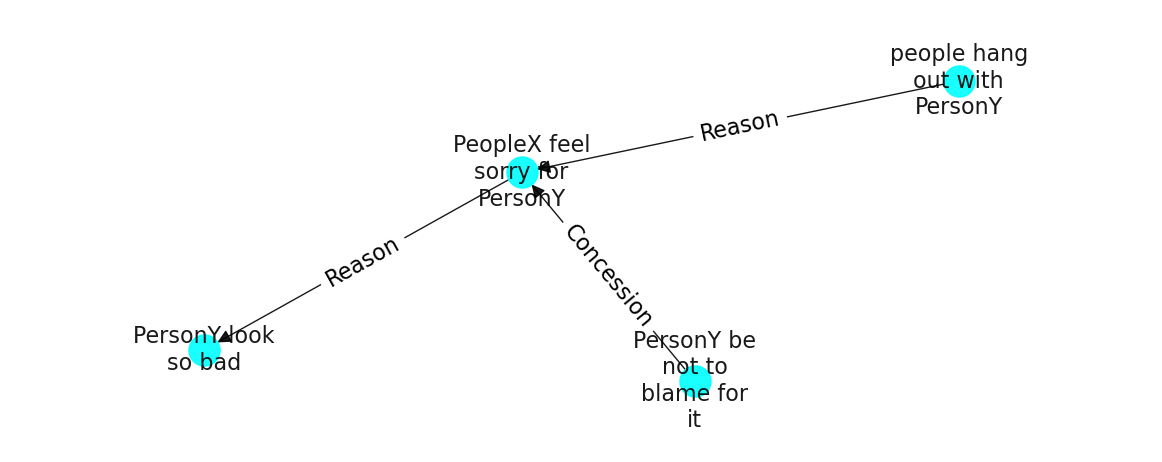 people hang
out with
PersonY
Reason
PeopleX feel
sorry for
PersonY
Concession
Reason
PersonY look
so bad
PersonY be
not to
blame for
it